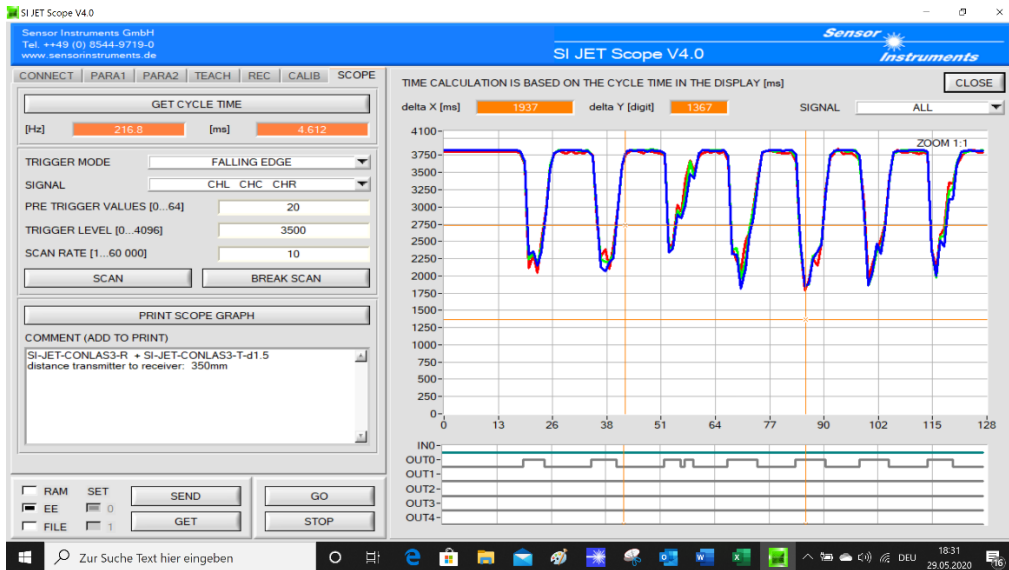 SI JET Scope V4.0
Sensor Instruments GmbH
Tel. ++49 (0) 8544-9719-0
www.sensorinstruments.de
SI JET Scope V4.0
Sensor
Instruments
CONNECT PARA1 PARA2 TEACH REC CALIB SCOPE
GET CYCLE TIME
[Hz] 216.8 [ms] 4.612
TRIGGER MODE FALLING EDGE
SIGNAL CHL CHC CHR
PRE TRIGGER VALUES [0...64] 20
TRIGGER LEVEL [0...4096] 3500
SCAN RATE [1...60 000] 10
SCAN BREAK SCAN
PRINT SCOPE GRAPH
COMMENT (ADD TO PRINT)
SI-JET-CONLAS3-R + SI-JET-CONLAS3-T-d1.5
distance transmitter to receiver: 350mm
RAM SET SEND GO
EE 0
FILE 1 GET STOP
TIME CALCULATION IS BASED ON THE CYCLE TIME IN THE DISPLAY [ms] CLOSE
delta X [ms] 1937 delta Y [digit] 1367 SIGNAL ALL
ZOOM 1:1
4100
3750
3500
3250
3000
2750
2500
2250
2000
1750
1500
1250
1000
750
500
250
0
0 13 26 38 51 64 77 90 102 115 128
IN0
OUT0
OUT1
OUT2
OUT3
OUT4
Zur Suche Text hier eingeben
DEU
18:31
29.05.2020
16